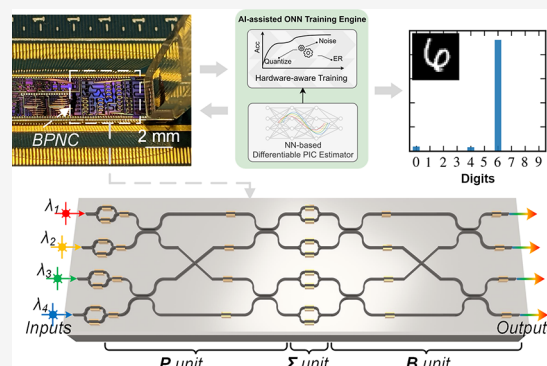 AI-assisted ONN Training Engine
Acc
Noise
Quantize
ER
Hardware-aware Training
NN-based
Differentiable PIC Estimator
BPNC
2 mm
0 1 2 3 4 5 6 7 8 9
Digits
λ1
λ2
λ3
λ4
Inputs
Output
P unit
Σ unit
B unit